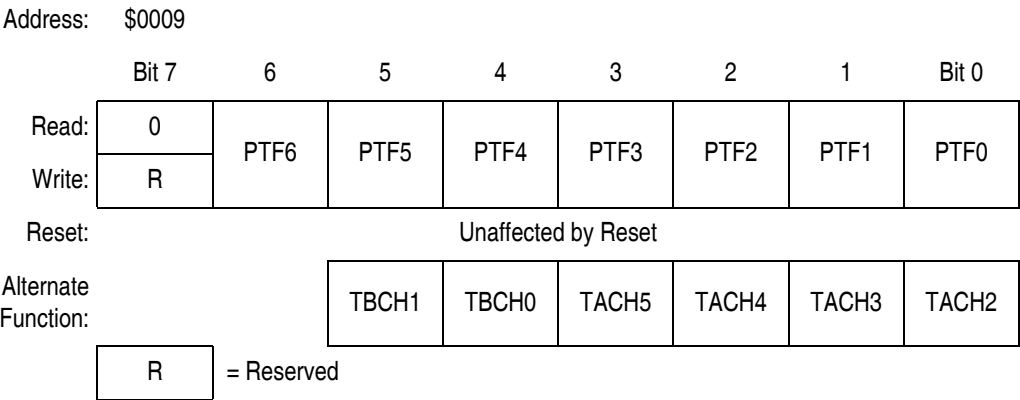 Address: $0009
Bit 7 6 5 4 3 2 1 Bit 0
Read: 0 PTF6 PTF5 PTF4 PTF3 PTF2 PTF1 PTF0
Write: R
Reset: Unaffected by Reset
Alternate
Function: TBCH1 TBCH0 TACH5 TACH4 TACH3 TACH2
R = Reserved